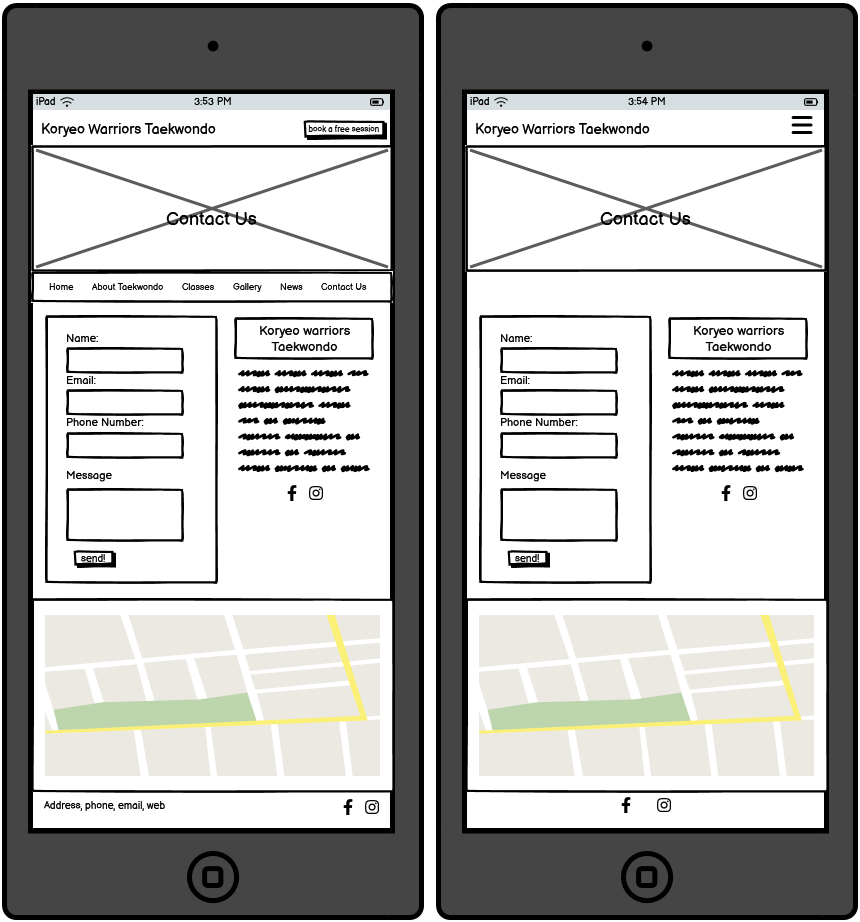 iPad 3:53 PM
Koryeo Warriors Taekwondo book a free session
Contact Us
Home About Taekwondo Classes Gallery News Contact Us
Name:
Email:
Phone Number:
Message
send!
Koryeo warriors
Taekwondo
Address, phone, email, web
iPad 3:54 PM
Koryeo Warriors Taekwondo
Contact Us
Name:
Email:
Phone Number:
Message
send!
Koryeo warriors
Taekwondo